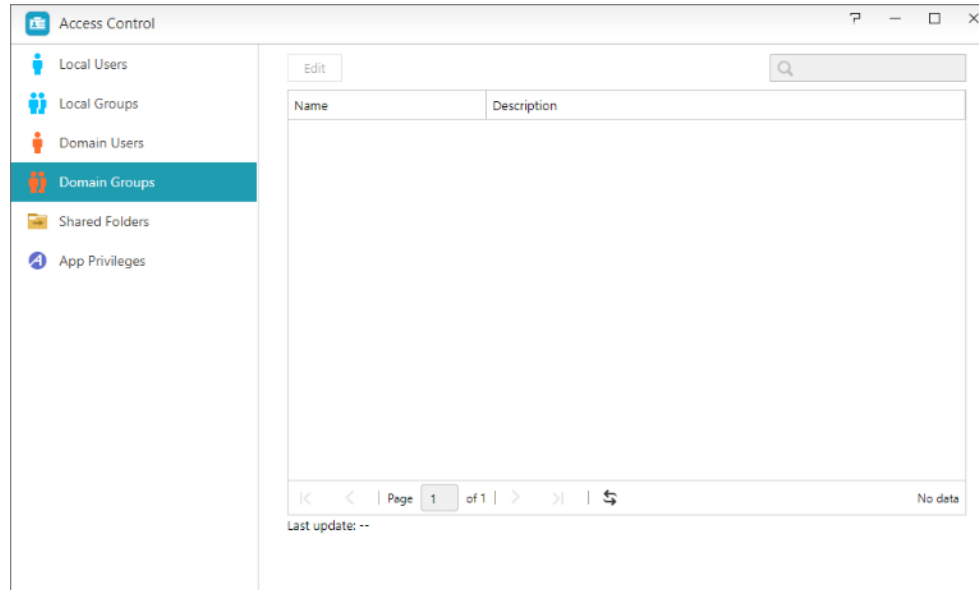 Access Control
Local Users
Local Groups
Domain Users
Domain Groups
Shared Folders
App Privileges
Edit
Name Description
Page 1 of 1 No data
Last update: --